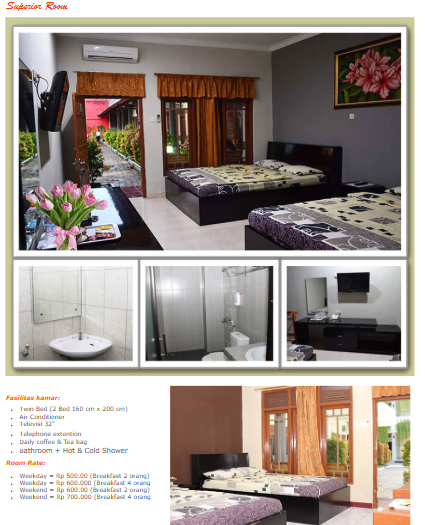 Superior Room
Fasilitas kamar:
Twin Bed (2 Bed 160 cm x 200 cm)
Air Conditioner
Televisi 32"
Telephone extention
Daily coffee & Tea bag
Bathroom + Hot & Cold Shower
Room Rate:
Weekday = Rp 500.00 (Breakfast 2 orang)
Weekday = Rp 600.000 (Breakfast 4 orang
Weekend = Rp 600.00 (Breakfast 2 orang)
Weekend = Rp 700.000 (Breakfast 4 orang